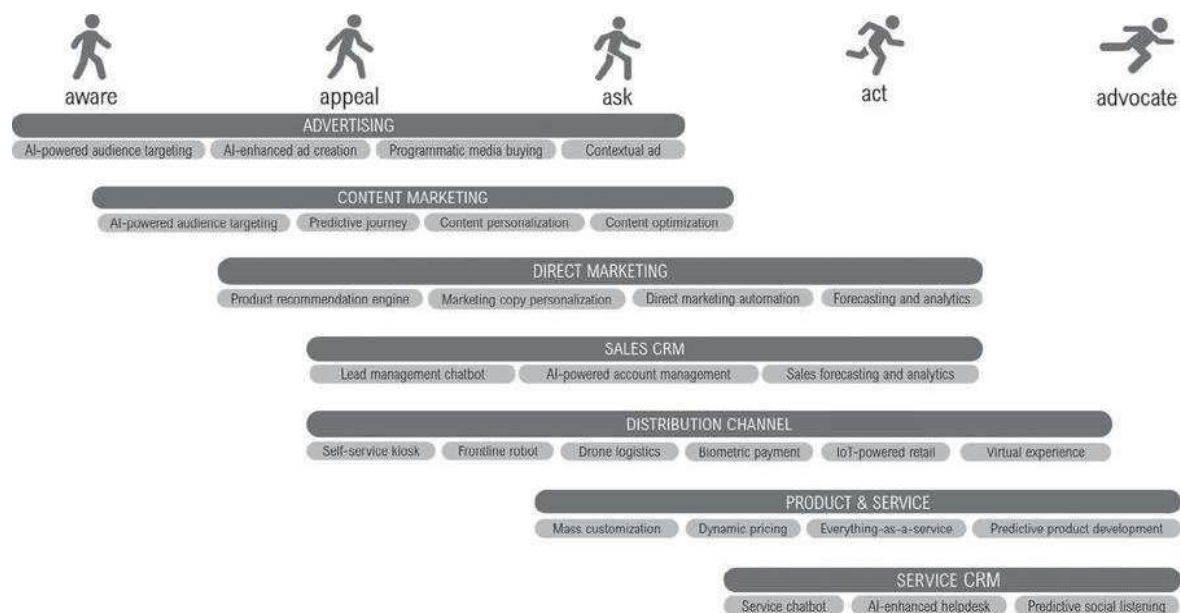 aware appeal ask act advocate
ADVERTISING
AI-powered audience targeting AI-enhanced ad creation Programmatic media buying Contextual ad
CONTENT MARKETING
AI-powered audience targeting Predictive journey Content personalization Content optimization
DIRECT MARKETING
Product recommendation engine Marketing copy personalization Direct marketing automation Forecasting and analytics
SALES CRM
Lead management chatbot AI-powered account management Sales forecasting and analytics
DISTRIBUTION CHANNEL
Self-service kiosk Frontline robot Drone logistics Biometric payment IoT-powered retail Virtual experience
PRODUCT & SERVICE
Mass customization Dynamic pricing Everything-as-a-service Predictive product development
SERVICE CRM
Service chatbot AI-enhanced helpdesk Predictive social listening